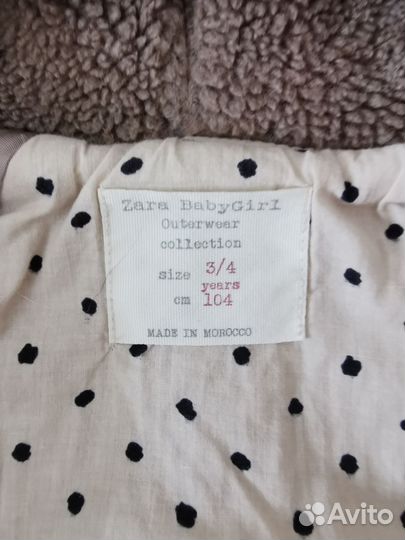 Zara BabyGirl
Outerwear
collection
size 3/4
years
cm 104
MADE IN MOROCCO
Avito